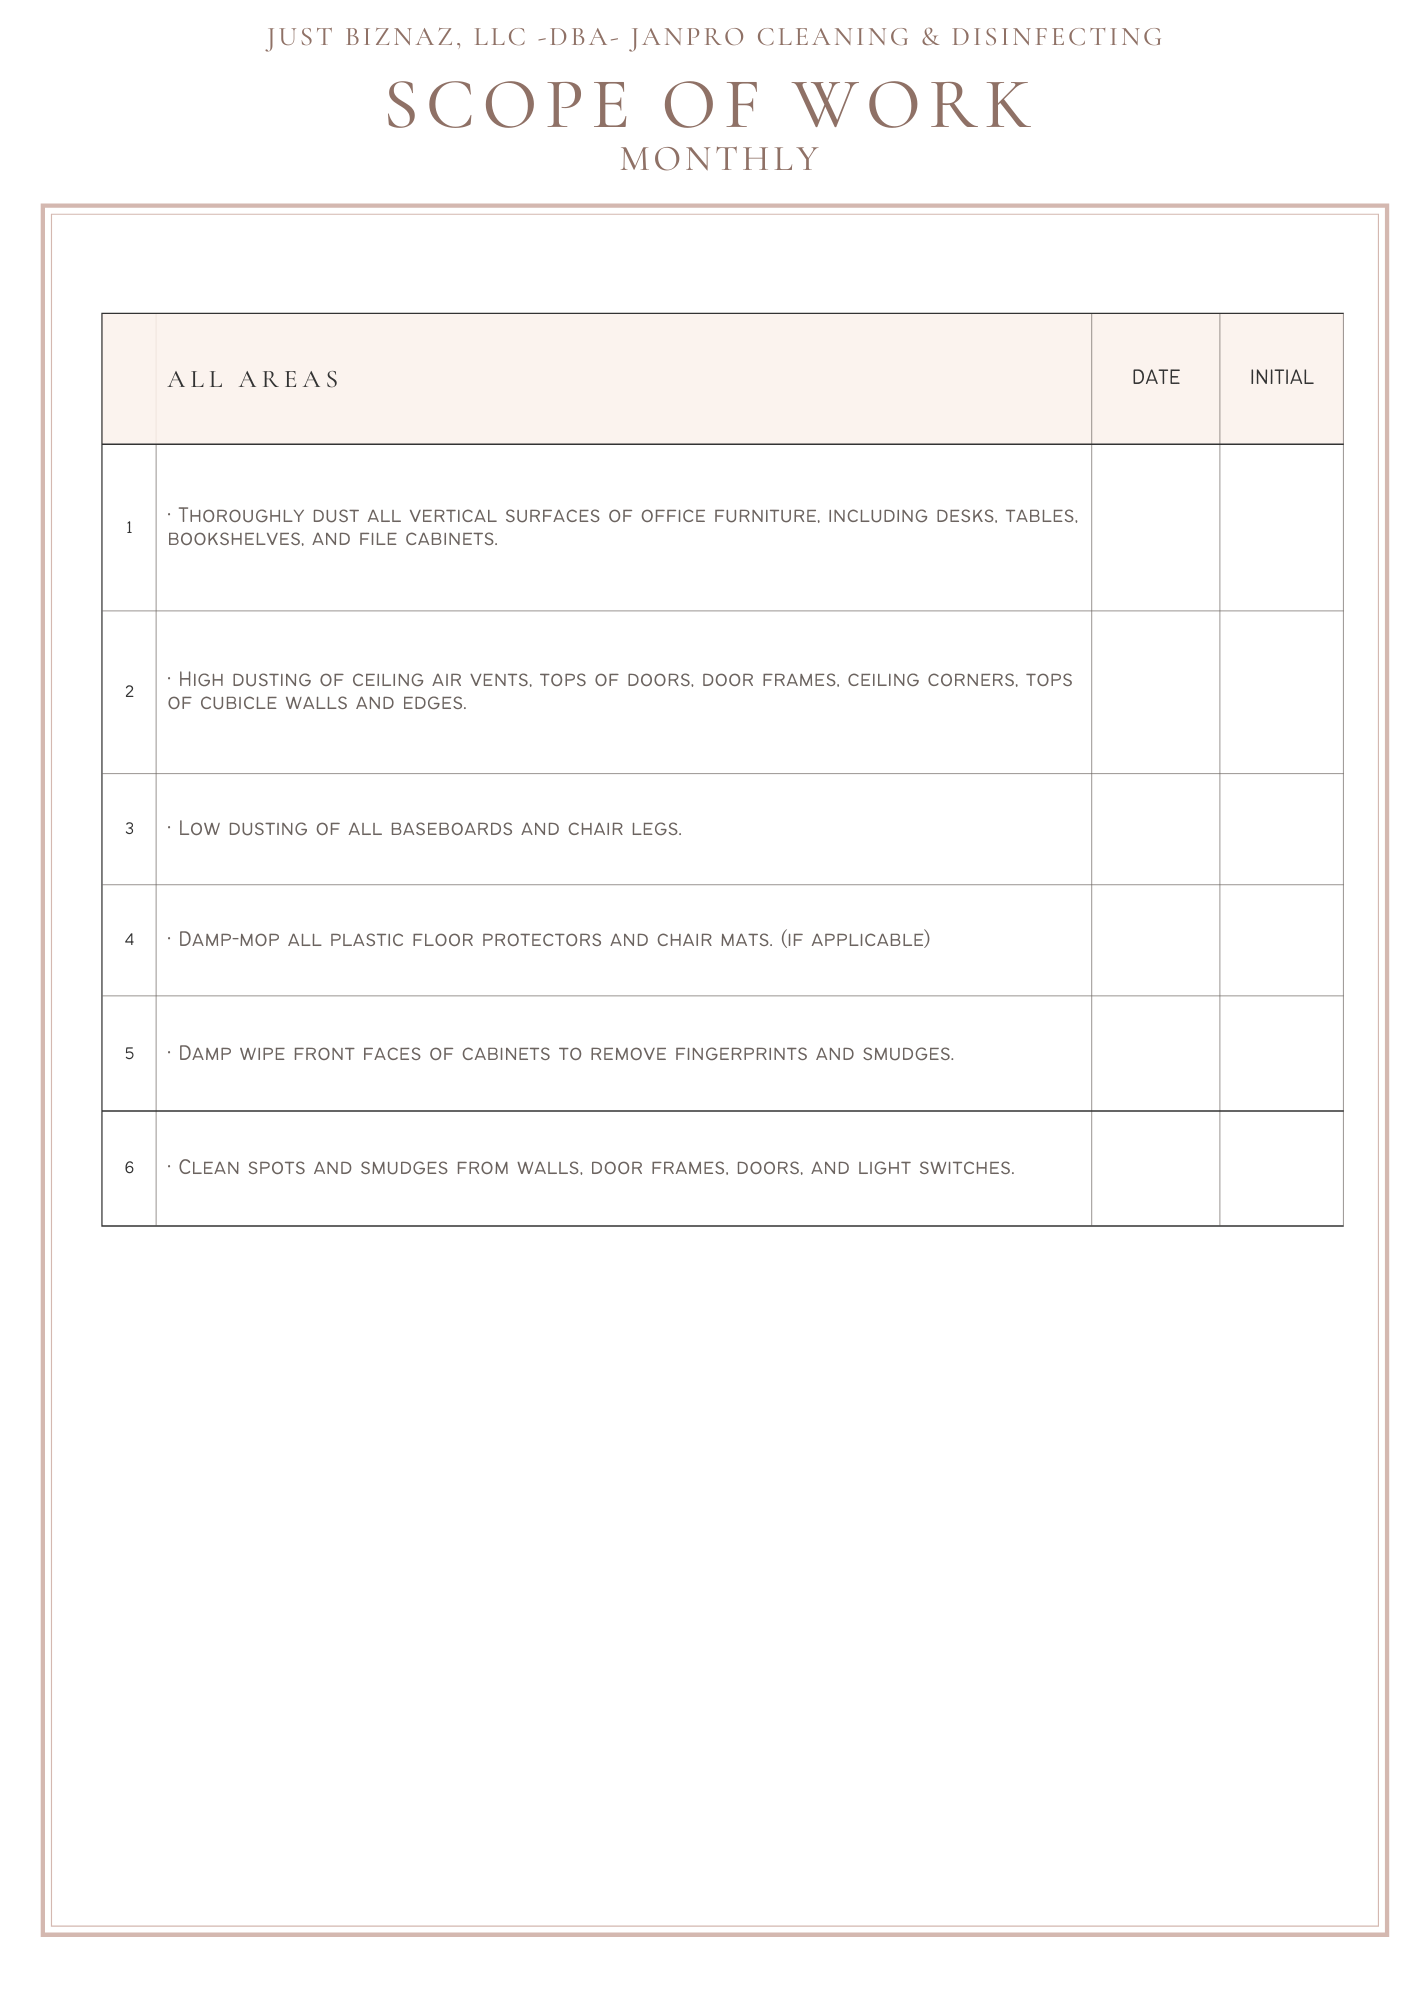 JUST BIZNAZ, LLC -DBA- JANPRO CLEANING & DISINFECTING
SCOPE OF WORK
MONTHLY
ALL AREAS DATE INITIAL
1 · Thoroughly dust all vertical surfaces of office furniture, including desks, tables,
bookshelves, and file cabinets.
2 · High dusting of ceiling air vents, tops of doors, door frames, ceiling corners, tops
of cubicle walls and edges.
3 · Low dusting of all baseboards and chair legs.
4 · Damp-mop all plastic floor protectors and chair mats. (if applicable)
5 · Damp wipe front faces of cabinets to remove fingerprints and smudges.
6 · Clean spots and smudges from walls, door frames, doors, and light switches.